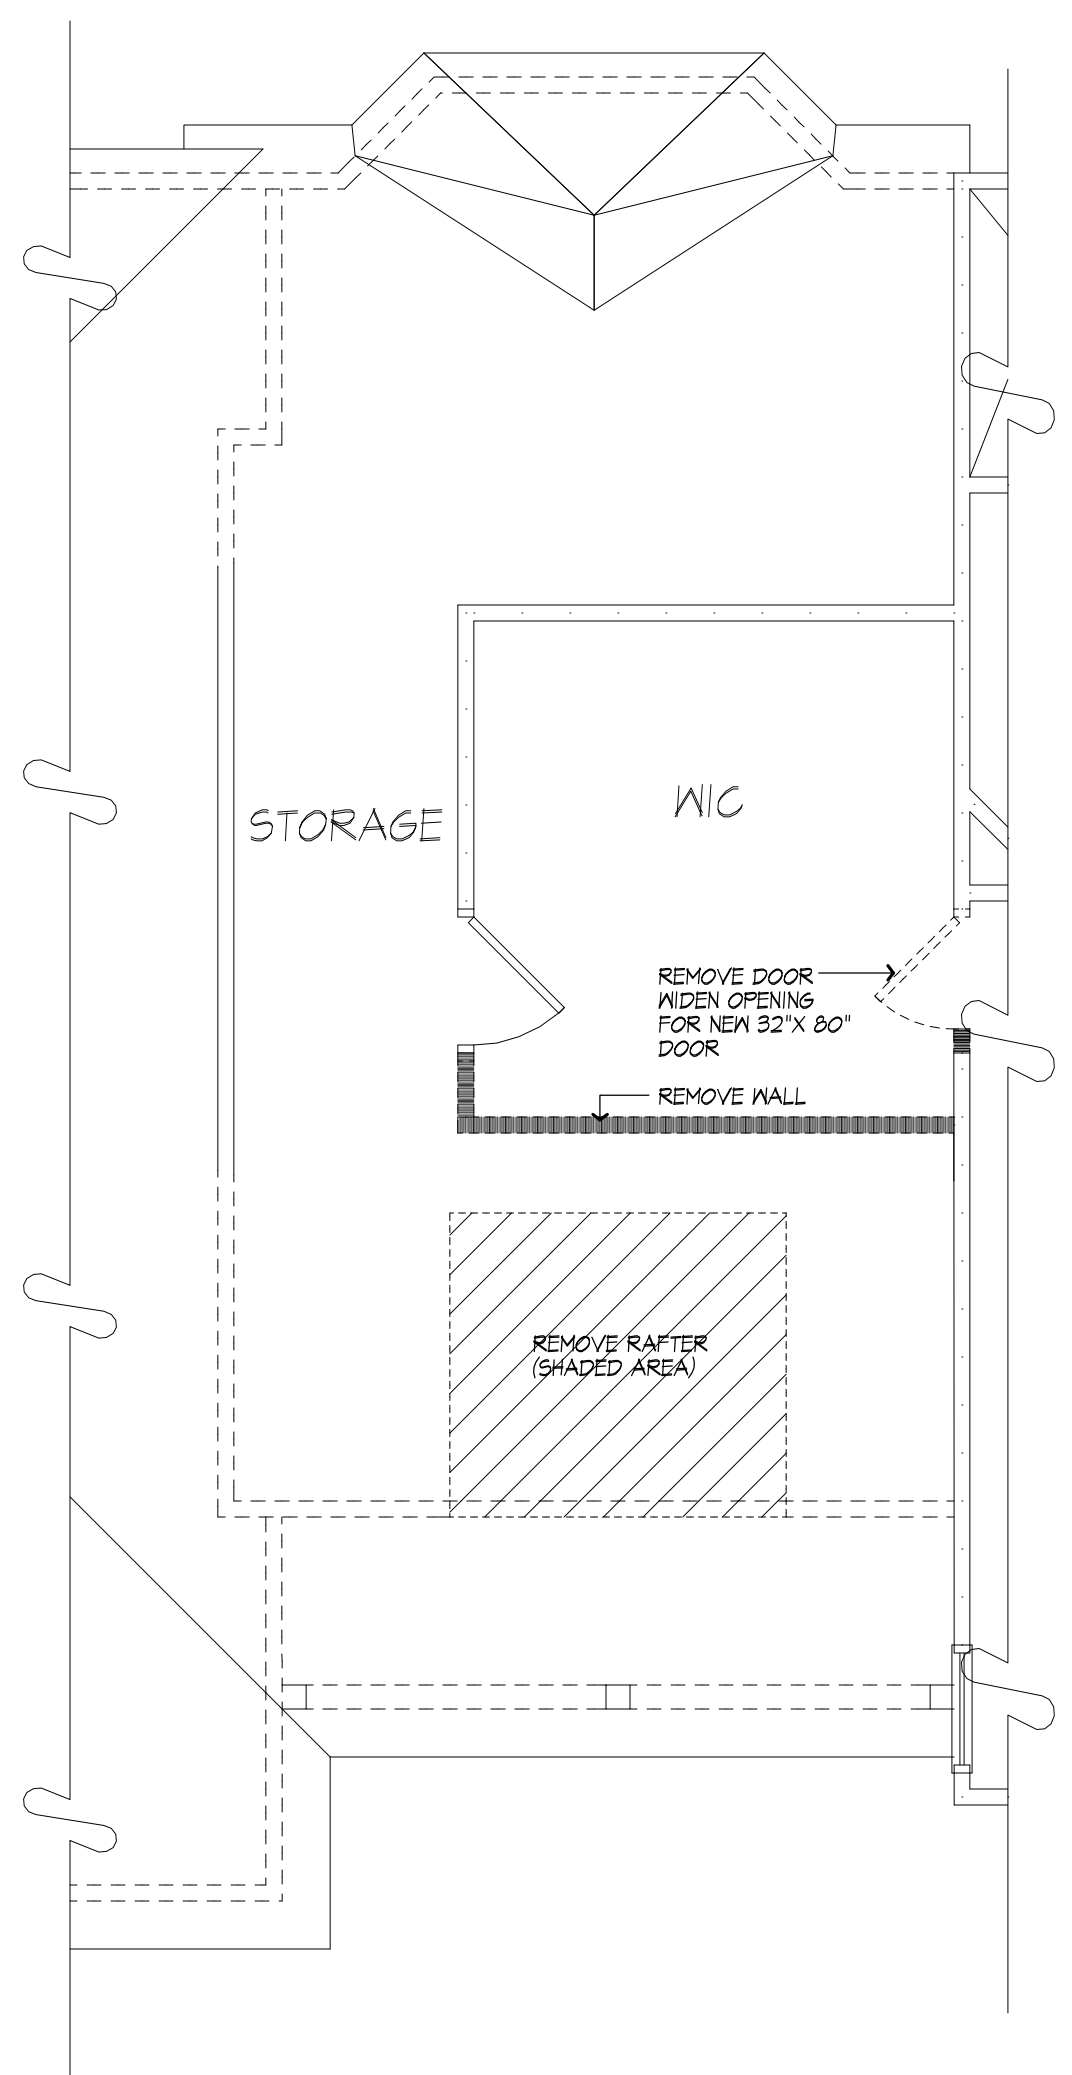 WIC
STORAGE
REMOVE DOOR
WIDEN OPENING
FOR NEW 32"X 80"
DOOR
REMOVE WALL
REMOVE RAFTER
(SHADED AREA)